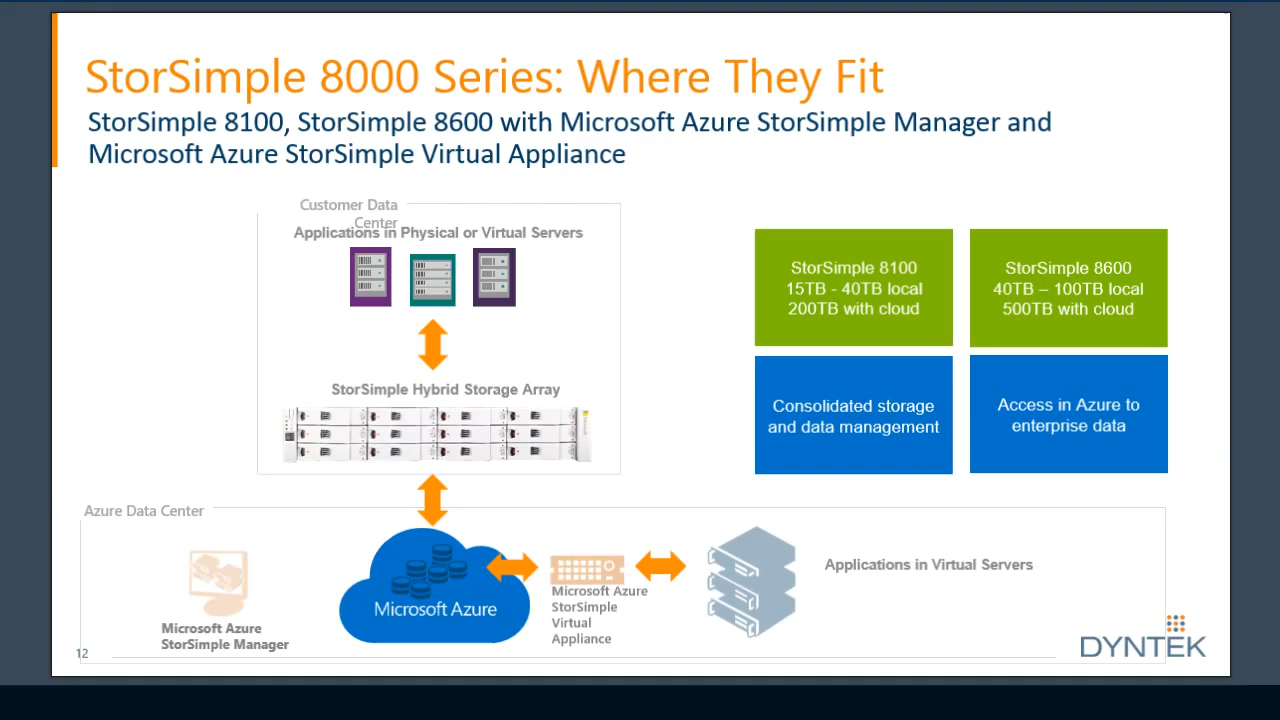 StorSimple 8000 Series: Where They Fit
StorSimple 8100, StorSimple 8600 with Microsoft Azure StorSimple Manager and
Microsoft Azure StorSimple Virtual Appliance
Customer Data
Center
Applications in Physical or Virtual Servers
StorSimple Hybrid Storage Array
StorSimple 8100
15TB - 40TB local
200TB with cloud
StorSimple 8600
40TB – 100TB local
500TB with cloud
Consolidated storage
and data management
Access in Azure to
enterprise data
Azure Data Center
Microsoft Azure
StorSimple Manager
Microsoft Azure
Microsoft Azure
StorSimple
Virtual
Appliance
Applications in Virtual Servers
12
DYNTEK